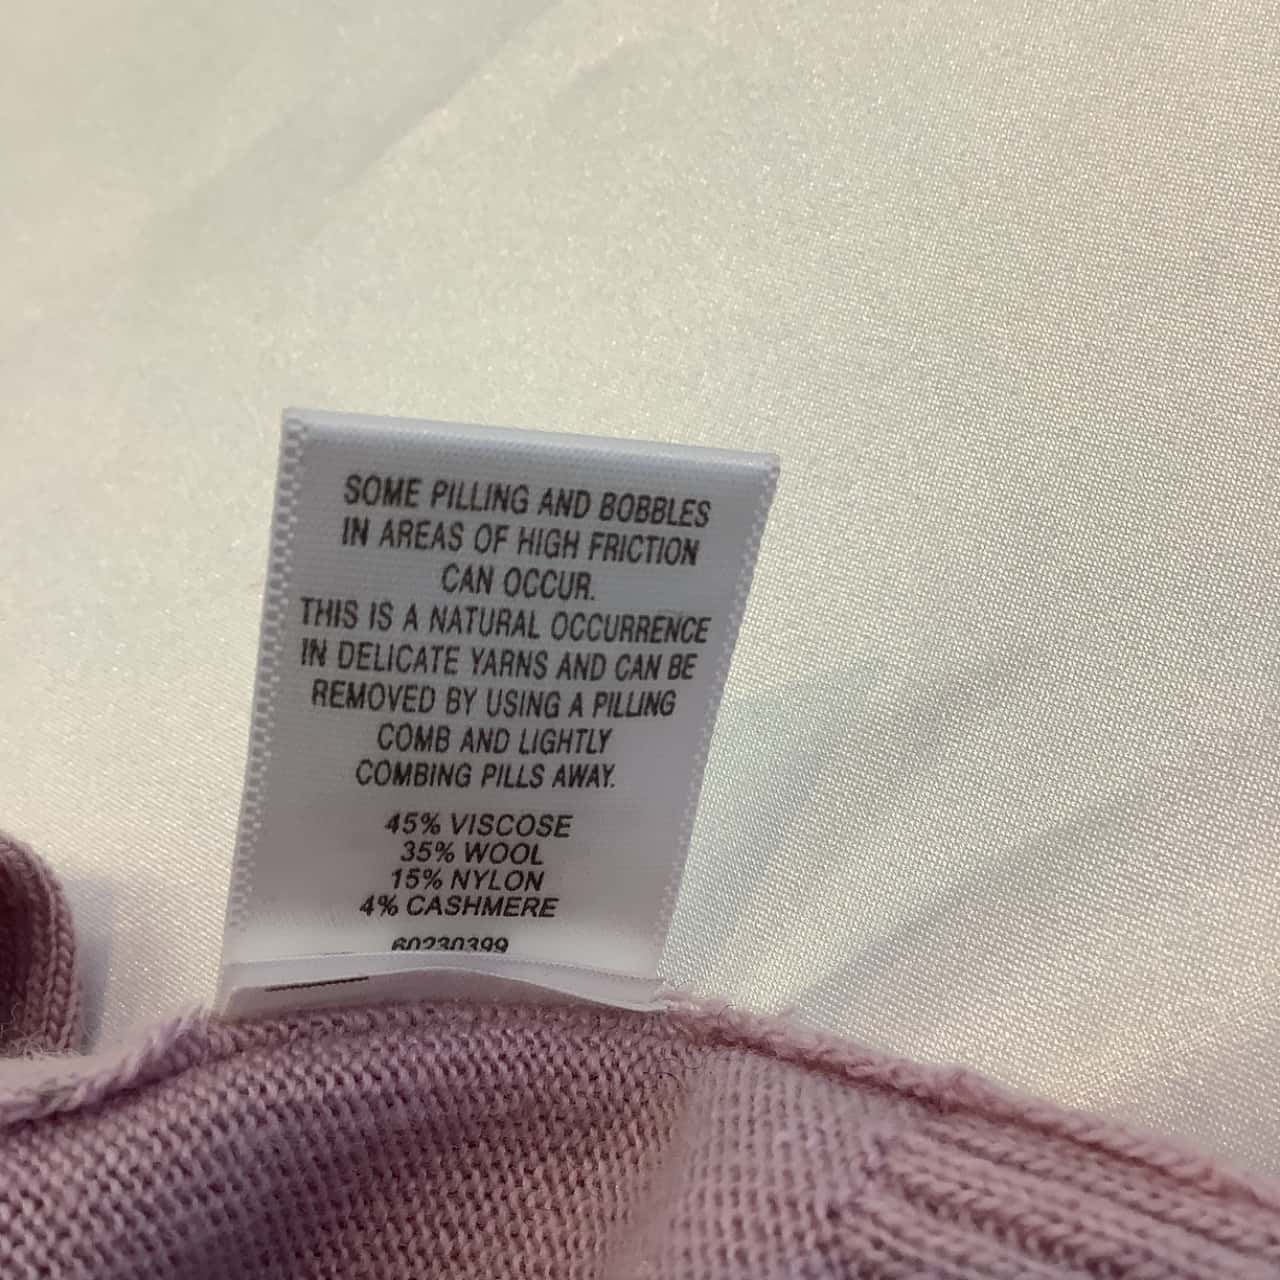 SOME PILLING AND BOBBLES
IN AREAS OF HIGH FRICTION
CAN OCCUR.
THIS IS A NATURAL OCCURRENCE
IN DELICATE YARNS AND CAN BE
REMOVED BY USING A PILLING
COMB AND LIGHTLY
COMBING PILLS AWAY.
45% VISCOSE
35% WOOL
15% NYLON
4% CASHMERE
60230399